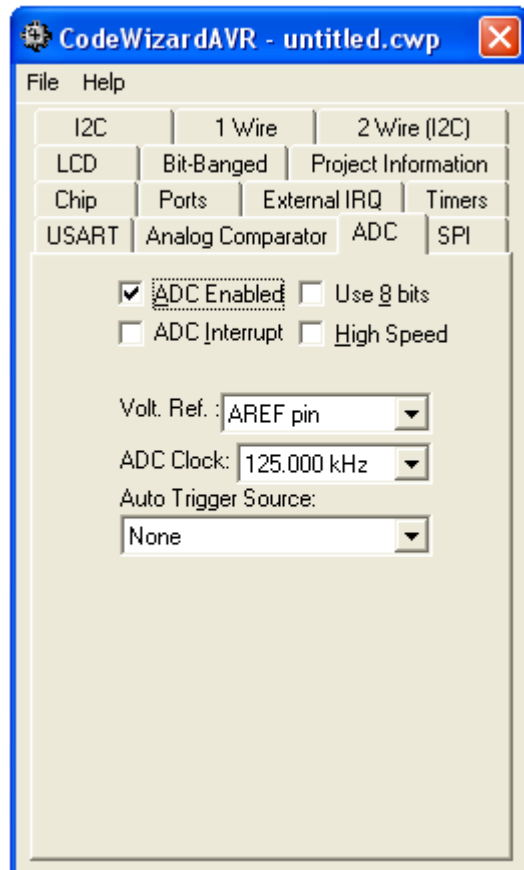 CodeWizardAVR - untitled.cwp
File Help
I2C 1 Wire 2 Wire (I2C)
LCD Bit-Banged Project Information
Chip Ports External IRQ Timers
USART Analog Comparator ADC SPI
ADC Enabled Use 8 bits
ADC Interrupt High Speed
Volt. Ref. : AREF pin
ADC Clock: 125.000 kHz
Auto Trigger Source:
None